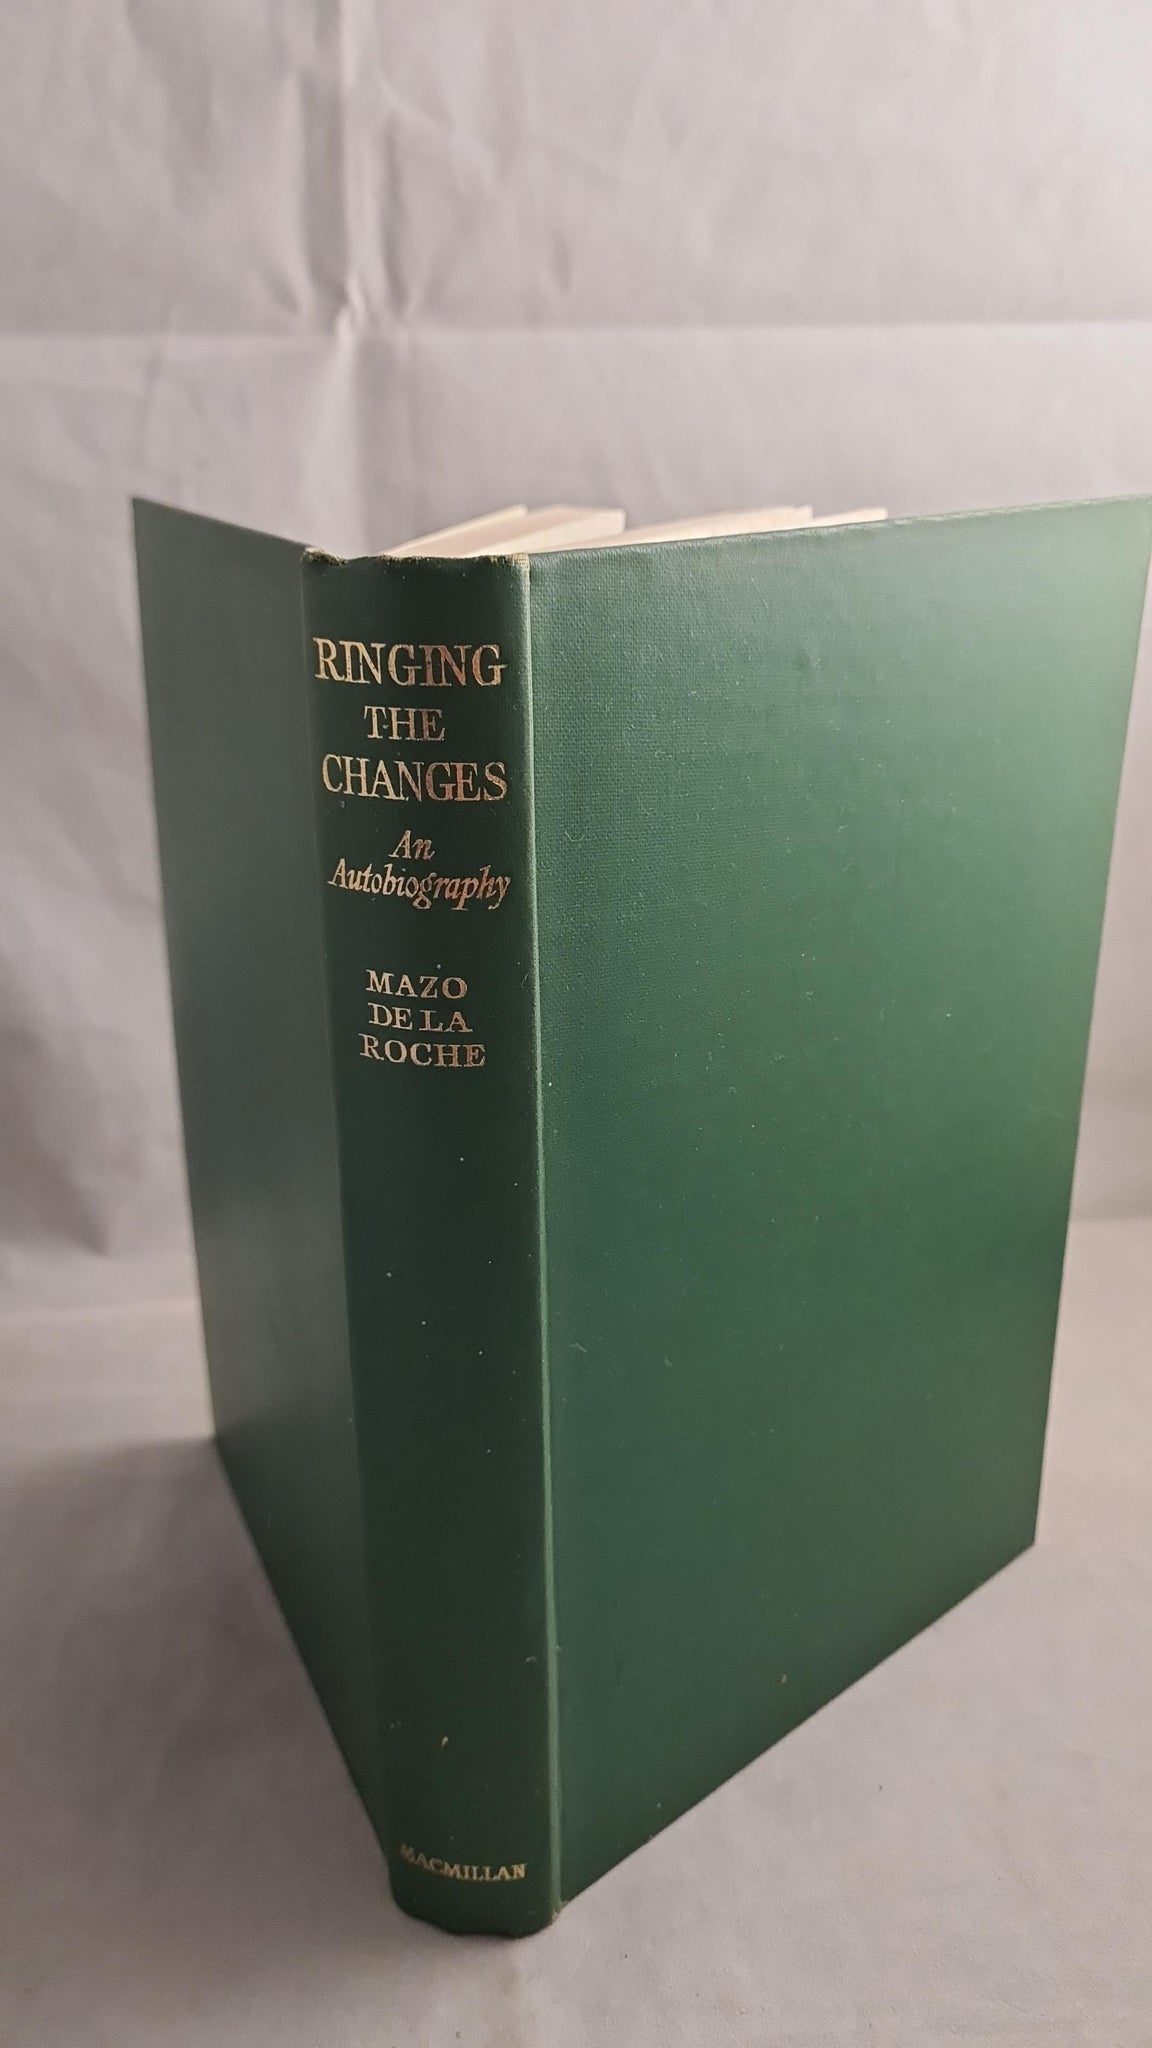 RINGING
THE
CHANGES
An
Autobiography
MAZO
DE LA
ROCHE
MACMILLAN